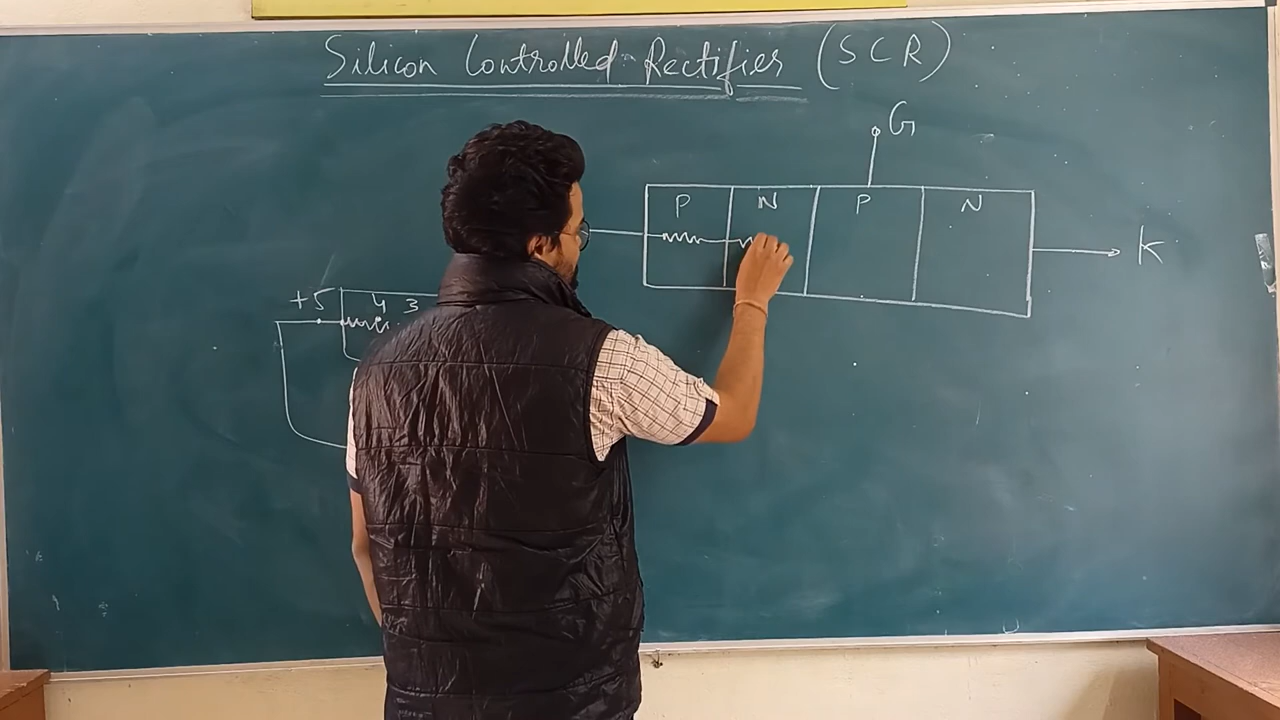 Silicon Controlled Rectifier (SCR)
G
P N P N
K
+5 4 3